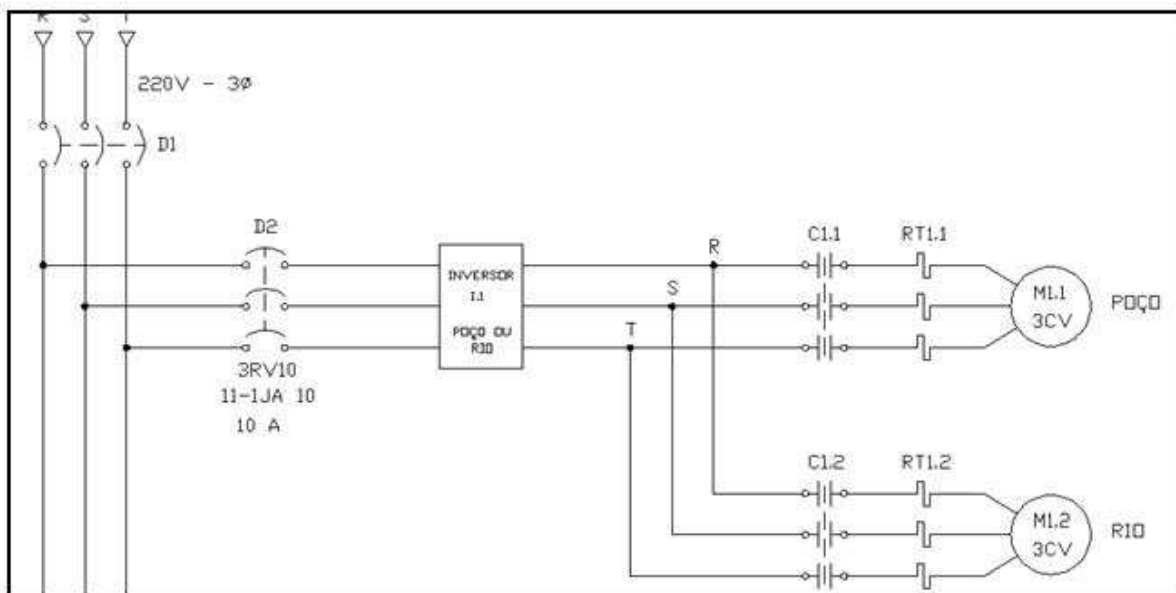 220V - 3Ø
D1
D2
3RV10
11-1JA 10
10 A
INVERSOR
I.1
POÇO OU
RIO
R
S
T
C1.1
RT1.1
M1.1
3CV
POÇO
C1.2
RT1.2
M1.2
3CV
RIO